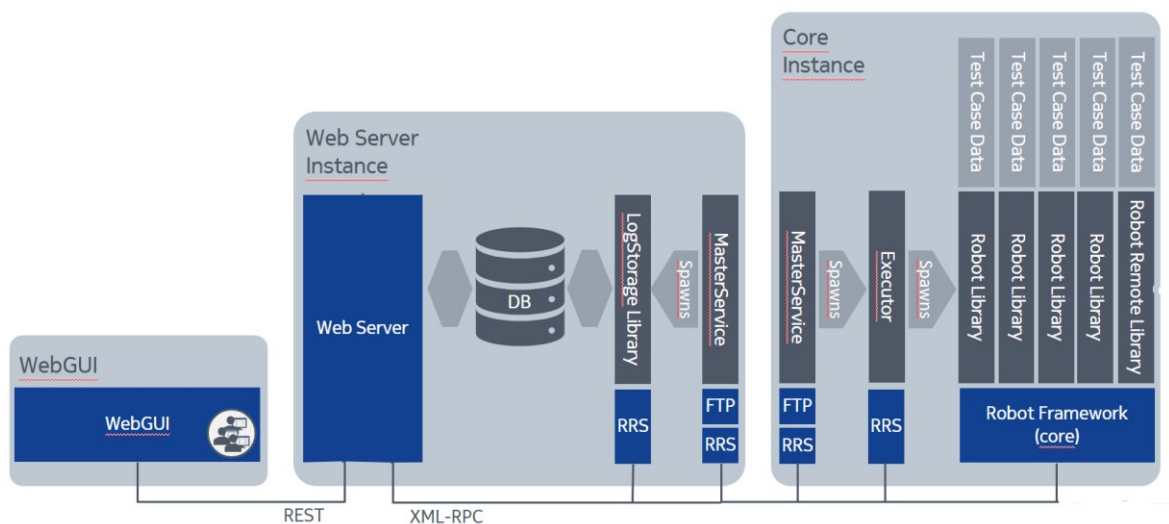 WebGUI
WebGUI
REST
XML-RPC
Web Server
Instance
Web Server
DB
LogStorage Library
RRS
Spawns
MasterService
FTP
RRS
Core
Instance
MasterService
FTP
RRS
Spawns
Executor
RRS
Spawns
Test Case Data
Test Case Data
Test Case Data
Test Case Data
Test Case Data
Robot Library
Robot Library
Robot Library
Robot Library
Robot Remote Library
Robot Framework
(core)